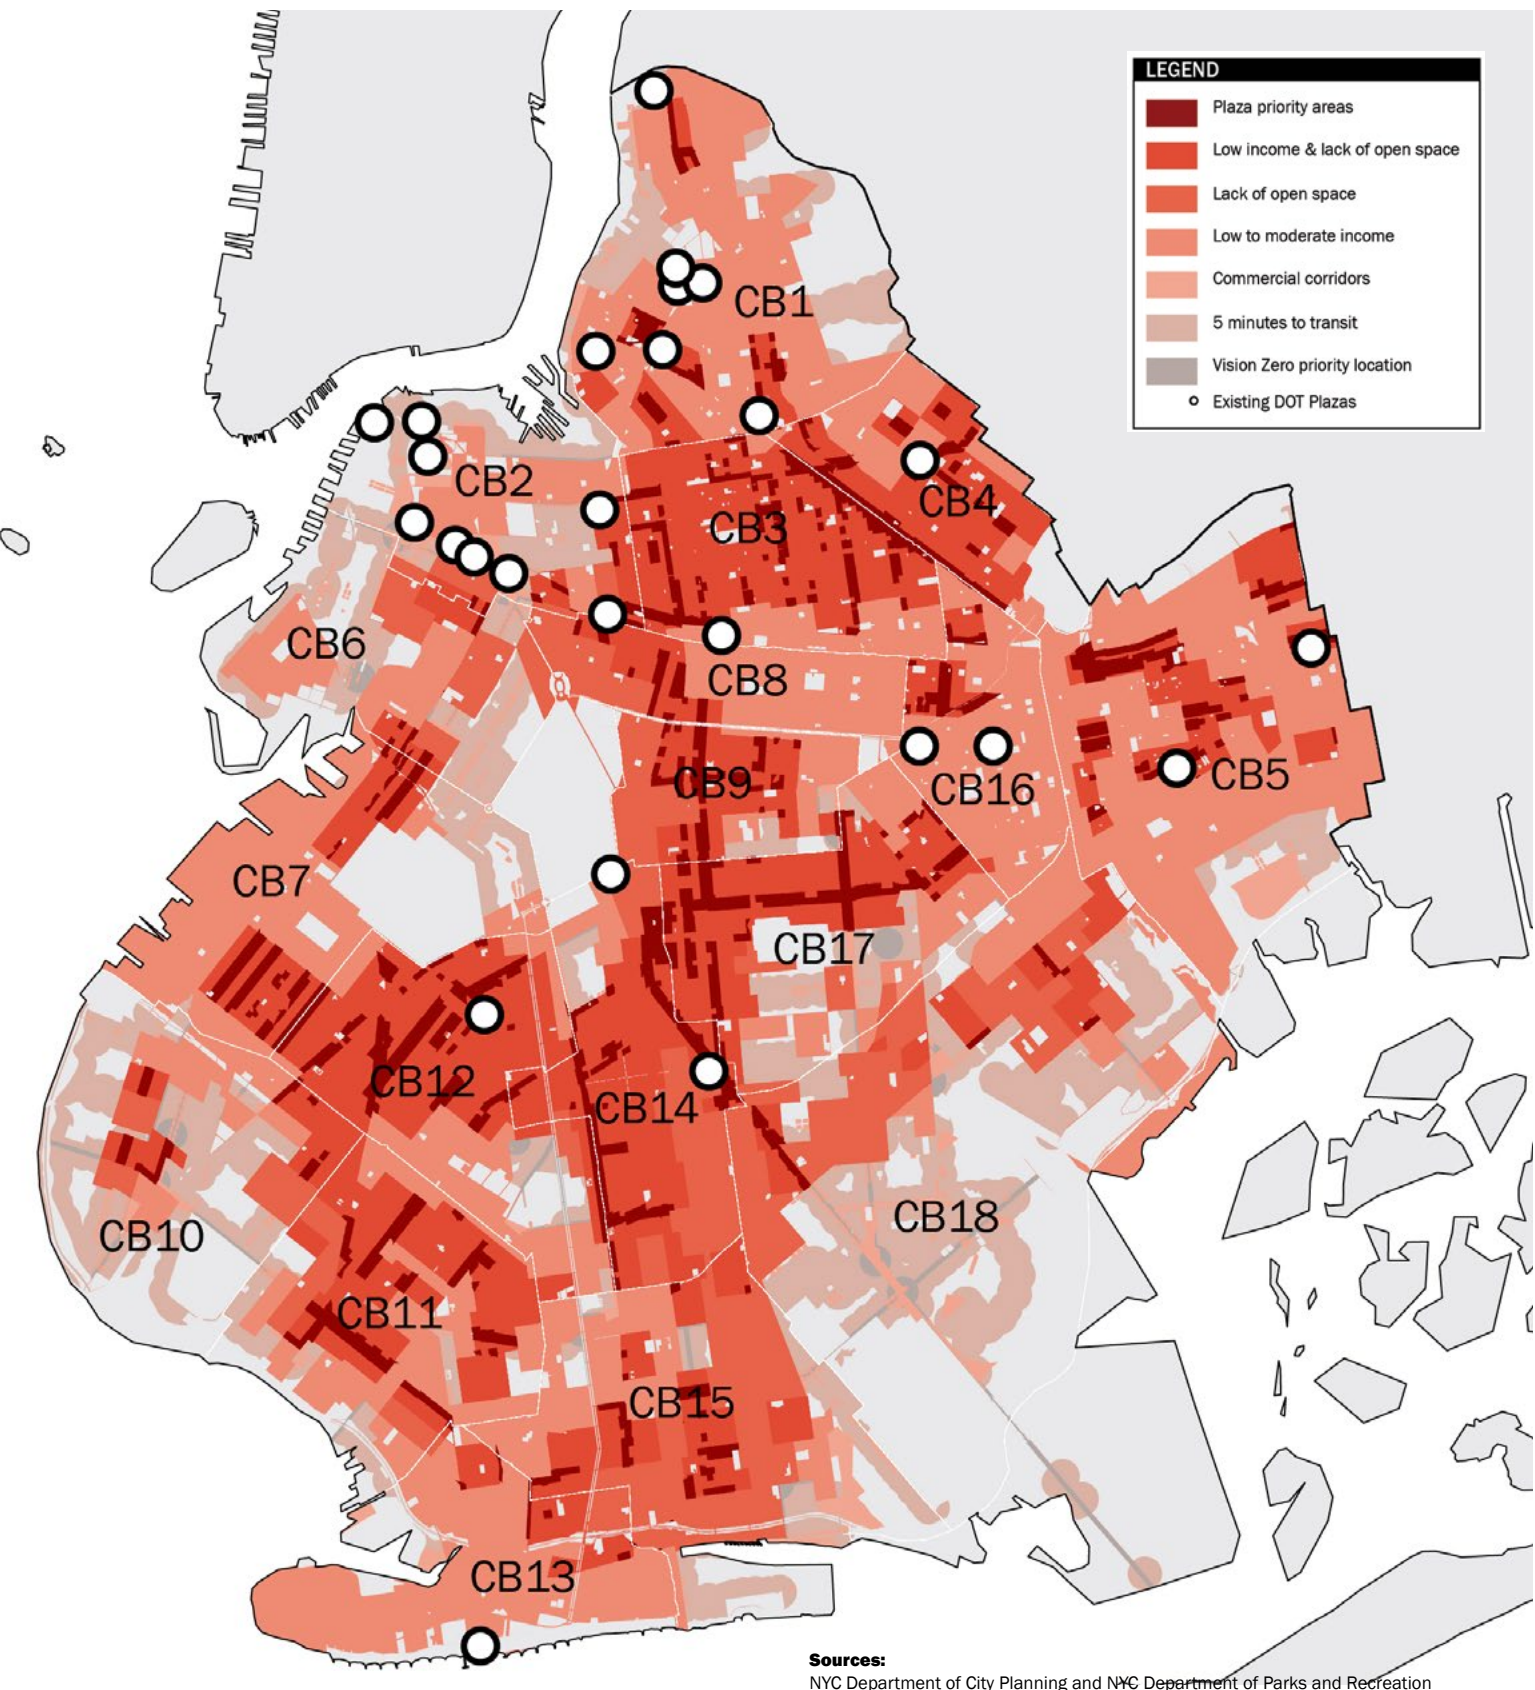 LEGEND
Plaza priority areas
Low income & lack of open space
Lack of open space
Low to moderate income
Commercial corridors
5 minutes to transit
Vision Zero priority location
Existing DOT Plazas
CB1
CB2
CB4
CB3
CB6
CB8
CB5
CB9
CB16
CB7
CB17
CB12
CB14
CB18
CB10
CB11
CB15
CB13
Sources:
NYC Department of City Planning and NYC Department of Parks and Recreation